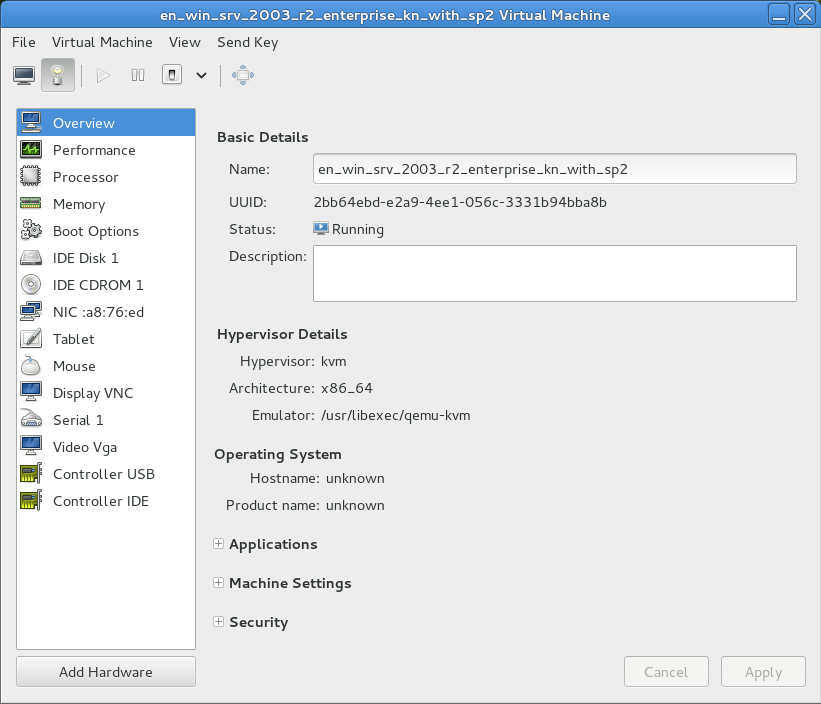 en_win_srv_2003_r2_enterprise_kn_with_sp2 Virtual Machine
File Virtual Machine View Send Key
Overview
Performance
Processor
Memory
Boot Options
IDE Disk 1
IDE CDROM 1
NIC :a8:76:ed
Tablet
Mouse
Display VNC
Serial 1
Video Vga
Controller USB
Controller IDE
Add Hardware
Basic Details
Name: en_win_srv_2003_r2_enterprise_kn_with_sp2
UUID: 2bb64ebd-e2a9-4ee1-056c-3331b94bba8b
Status: Running
Description:
Hypervisor Details
Hypervisor: kvm
Architecture: x86_64
Emulator: /usr/libexec/qemu-kvm
Operating System
Hostname: unknown
Product name: unknown
Applications
Machine Settings
Security
Cancel Apply